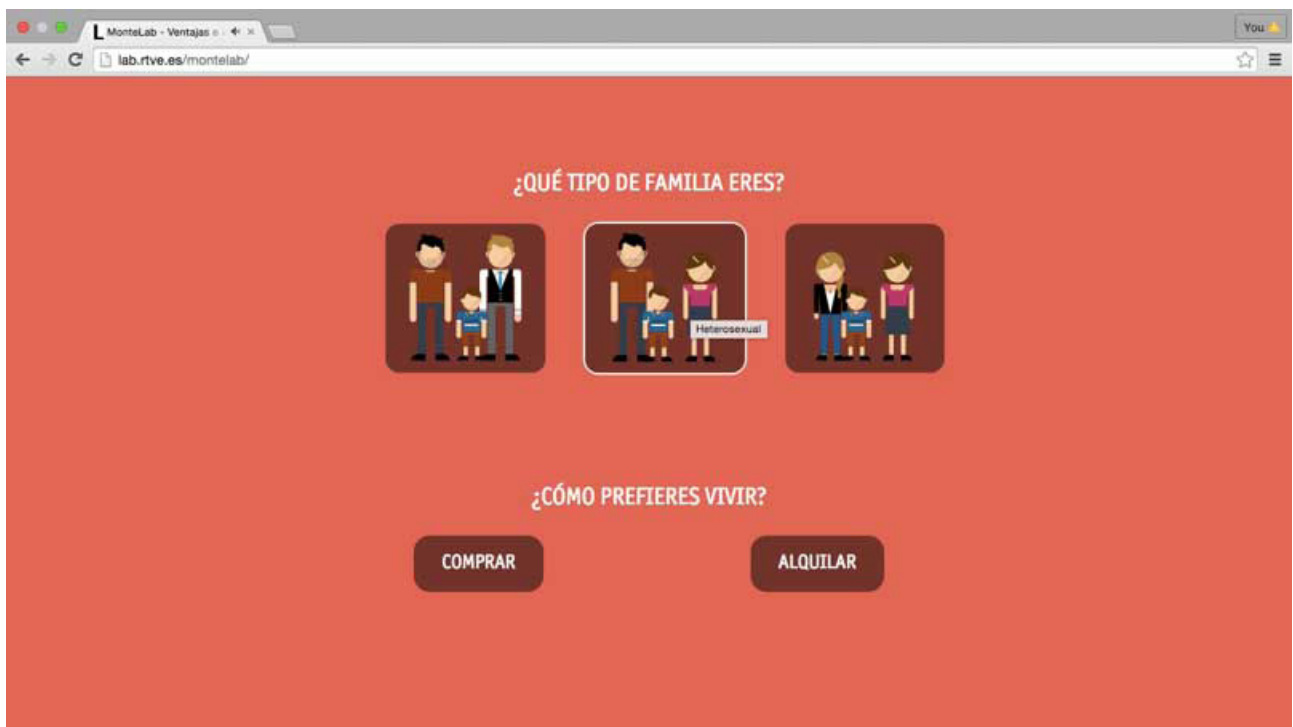 MonteLab - Ventajas
You
lab.rtve.es/montelab/
¿QUÉ TIPO DE FAMILIA ERES?
Heterosexual
¿CÓMO PREFIERES VIVIR?
COMPRAR
ALQUILAR